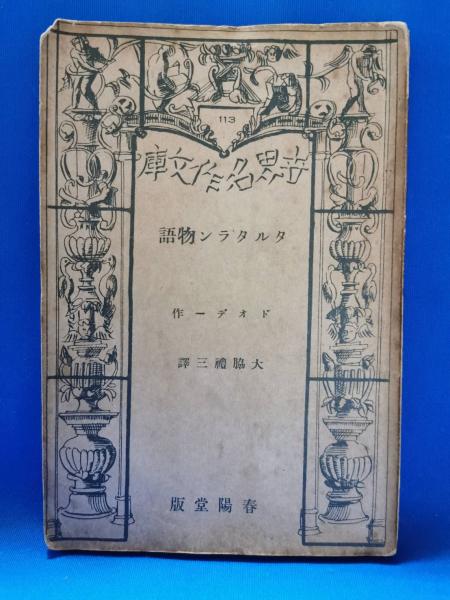 113
世界名作文庫
タルタラン物語
ドオデー作
大脇禮三譯
春陽堂版